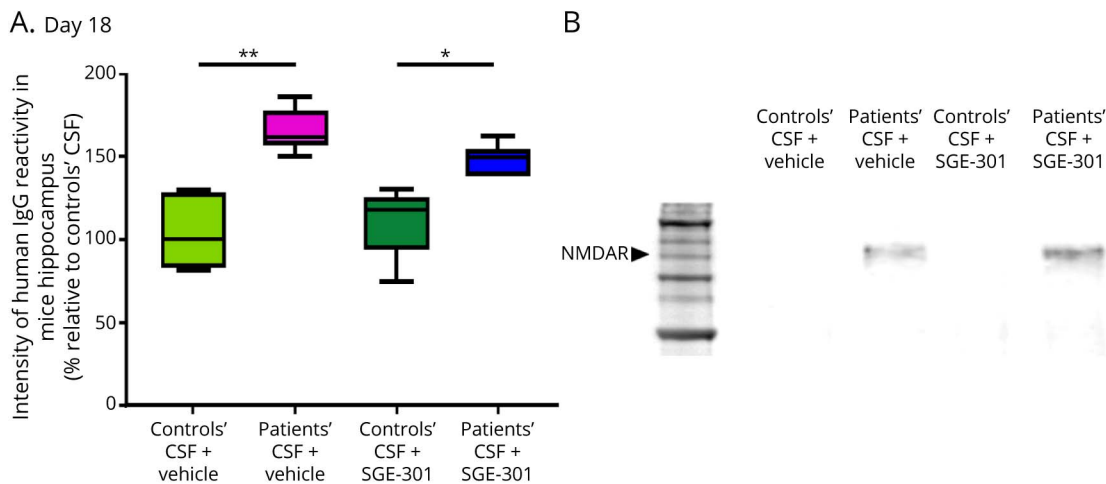 A. Day 18
Intensity of human IgG reactivity in
mice hippocampus
(% relative to controls' CSF)
200
150
100
50
0
**
*
Controls'
CSF +
vehicle
Patients'
CSF +
vehicle
Controls'
CSF +
SGE-301
Patients'
CSF +
SGE-301
B
Controls'
CSF +
vehicle
Patients'
CSF +
vehicle
Controls'
CSF +
SGE-301
Patients'
CSF +
SGE-301
NMDAR